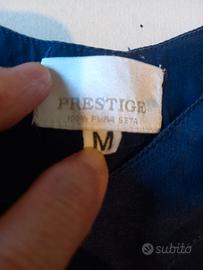 PRESTIGE
100% PURA SETA
M
subito